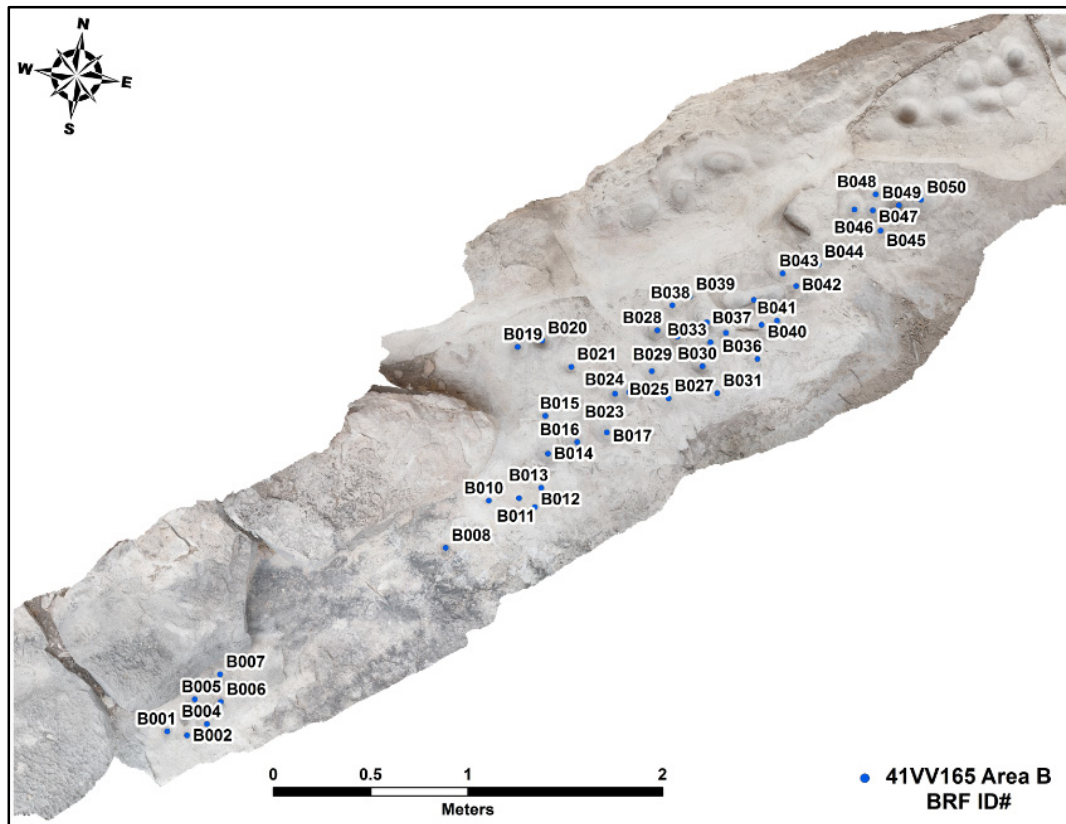 N
W E
S
B048
B049 B050
B046 B047
B045
B044
B043
B042
B039
B038
B041
B028 B033 B037
B040
B019 B020
B036
B029 B030
B021
B024 B025 B027 B031
B015 B023
B016 B017
B014
B013
B010 B012
B011
B008
B007
B005 B006
B004
B001
B002
0 0.5 1 2
Meters
41VV165 Area B
BRF ID#